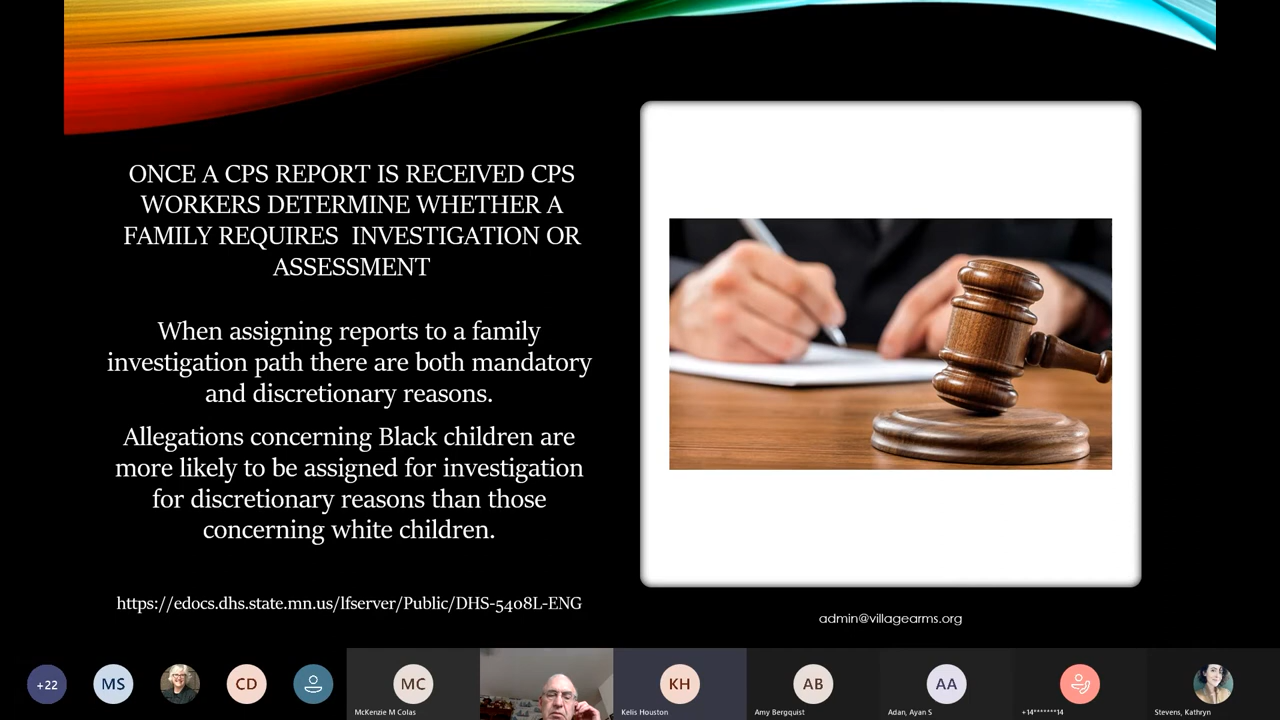 ONCE A CPS REPORT IS RECEIVED CPS
WORKERS DETERMINE WHETHER A
FAMILY REQUIRES INVESTIGATION OR
ASSESSMENT
When assigning reports to a family
investigation path there are both mandatory
and discretionary reasons.
Allegations concerning Black children are
more likely to be assigned for investigation
for discretionary reasons than those
concerning white children.
https://edocs.dhs.state.mn.us/lfserver/Public/DHS-5408L-ENG
admin@villagearms.org
+22
MS
CD
MC
McKenzie M Colas
KH
Kelis Houston
AB
Amy Bergquist
AA
Adan, Ayan S
+14*******14
Stevens, Kathryn